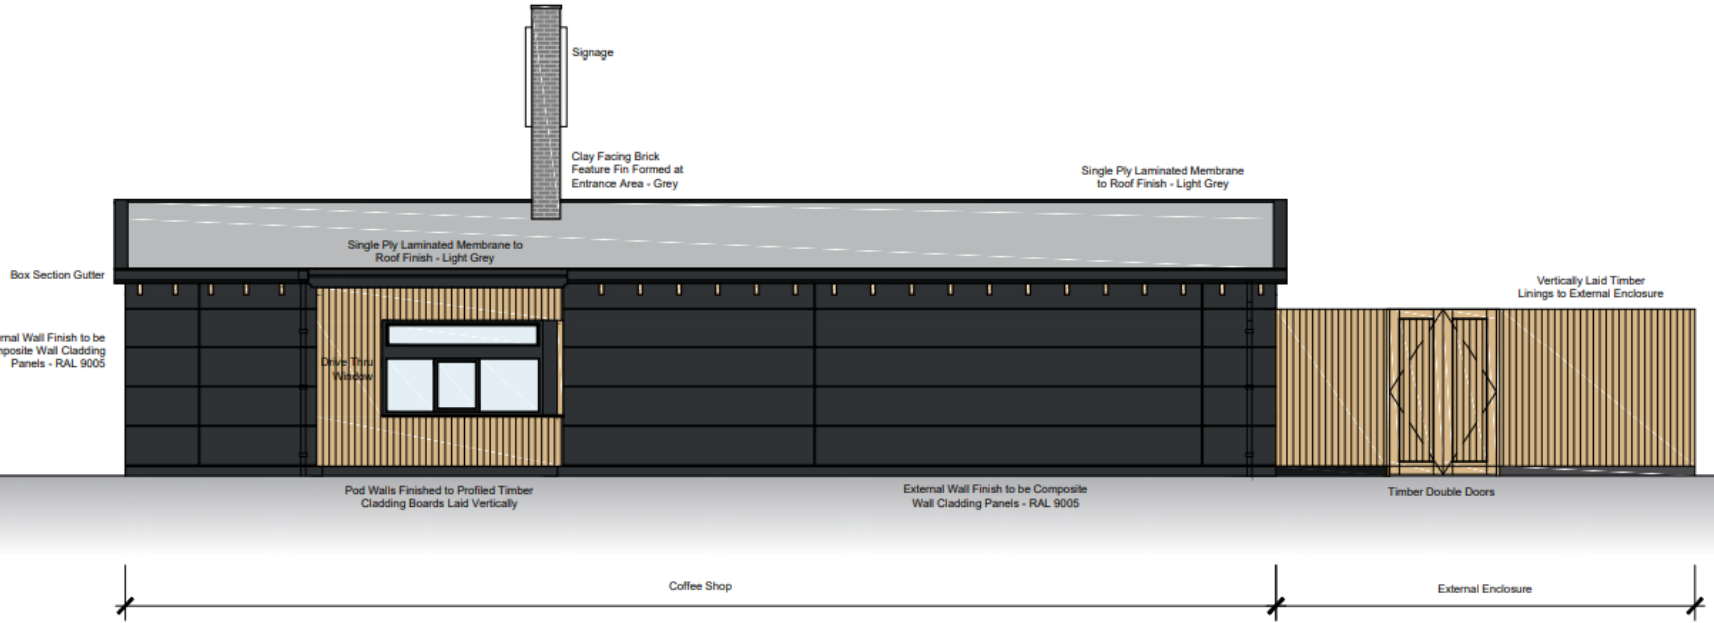 Signage
Clay Facing Brick
Feature Fin Formed at
Entrance Area - Grey
Single Ply Laminated Membrane
to Roof Finish - Light Grey
Single Ply Laminated Membrane to
Roof Finish - Light Grey
Box Section Gutter
Vertically Laid Timber
Linings to External Enclosure
rnal Wall Finish to be
mposite Wall Cladding
Panels - RAL 9005
Drive Thru
Window
Pod Walls Finished to Profiled Timber
Cladding Boards Laid Vertically
External Wall Finish to be Composite
Wall Cladding Panels - RAL 9005
Timber Double Doors
Coffee Shop
External Enclosure